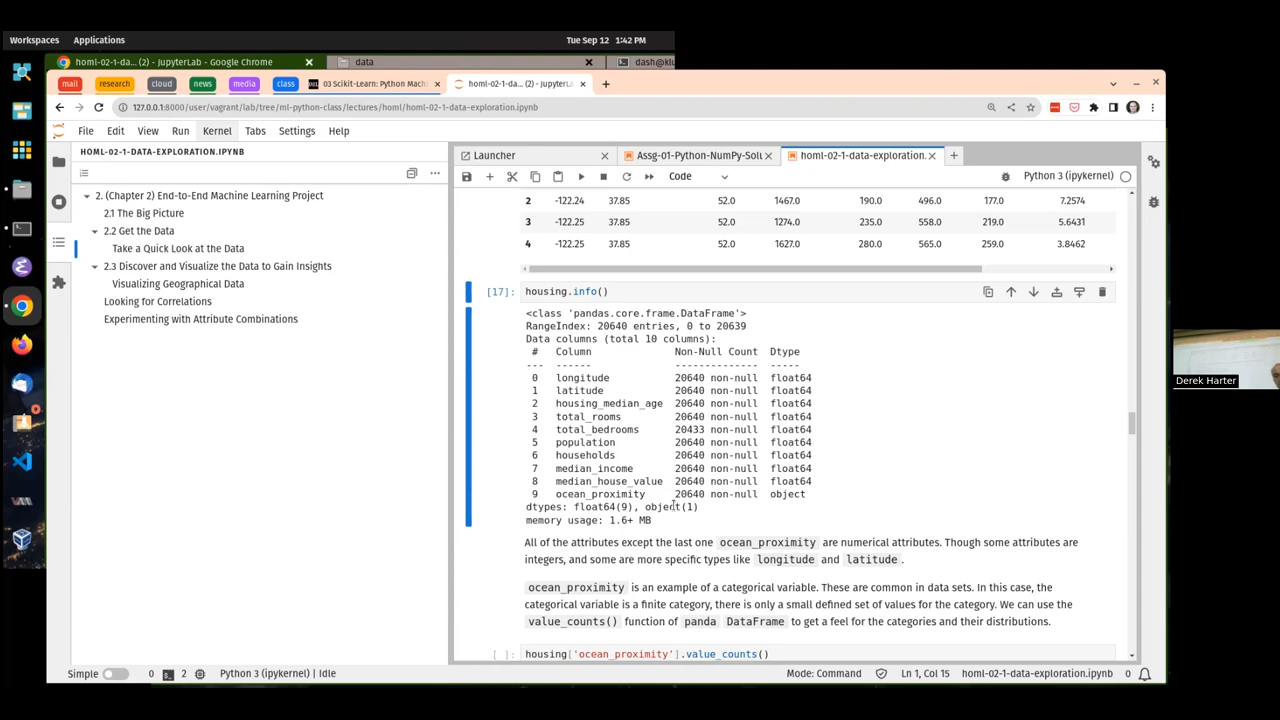 Workspaces Applications Tue Sep 12 1:42 PM
homl-02-1-da... (2) - JupyterLab - Google Chrome data dash@klu
mail research cloud news media class 03 Scikit-Learn: Python Machi homl-02-1-da... (2) - JupyterL
127.0.0.1:8000/user/vagrant/lab/tree/ml-python-class/lectures/homl/homl-02-1-data-exploration.ipynb
File Edit View Run Kernel Tabs Settings Help
HOML-02-1-DATA-EXPLORATION.IPYNB
Launcher Assg-01-Python-NumPy-Solu homl-02-1-data-exploration.
Code Python 3 (ipykernel)
2. (Chapter 2) End-to-End Machine Learning Project
2.1 The Big Picture
2.2 Get the Data
Take a Quick Look at the Data
2.3 Discover and Visualize the Data to Gain Insights
Visualizing Geographical Data
Looking for Correlations
Experimenting with Attribute Combinations
2 -122.24 37.85 52.0 1467.0 190.0 496.0 177.0 7.2574
3 -122.25 37.85 52.0 1274.0 235.0 558.0 219.0 5.6431
4 -122.25 37.85 52.0 1627.0 280.0 565.0 259.0 3.8462
[17]: housing.info()
<class 'pandas.core.frame.DataFrame'>
RangeIndex: 20640 entries, 0 to 20639
Data columns (total 10 columns):
# Column Non-Null Count Dtype
--- ------ -------------- -----
0 longitude 20640 non-null float64
1 latitude 20640 non-null float64
2 housing_median_age 20640 non-null float64
3 total_rooms 20640 non-null float64
4 total_bedrooms 20433 non-null float64
5 population 20640 non-null float64
6 households 20640 non-null float64
7 median_income 20640 non-null float64
8 median_house_value 20640 non-null float64
9 ocean_proximity 20640 non-null object
dtypes: float64(9), object(1)
memory usage: 1.6+ MB
All of the attributes except the last one ocean_proximity are numerical attributes. Though some attributes are
integers, and some are more specific types like longitude and latitude .
ocean_proximity is an example of a categorical variable. These are common in data sets. In this case, the
categorical variable is a finite category, there is only a small defined set of values for the category. We can use the
value_counts() function of panda DataFrame to get a feel for the categories and their distributions.
[ ]: housing['ocean_proximity'].value_counts()
Simple 0 2 Python 3 (ipykernel) | Idle Mode: Command Ln 1, Col 15 homl-02-1-data-exploration.ipynb 0
Derek Harter